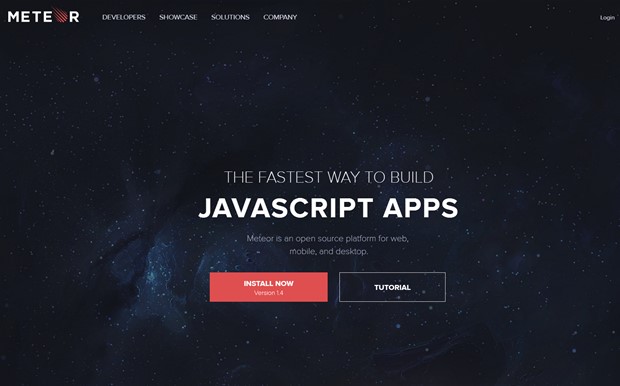 METEOR
DEVELOPERS SHOWCASE SOLUTIONS COMPANY Login
THE FASTEST WAY TO BUILD
JAVASCRIPT APPS
Meteor is an open source platform for web,
mobile, and desktop.
INSTALL NOW
Version 1.4
TUTORIAL